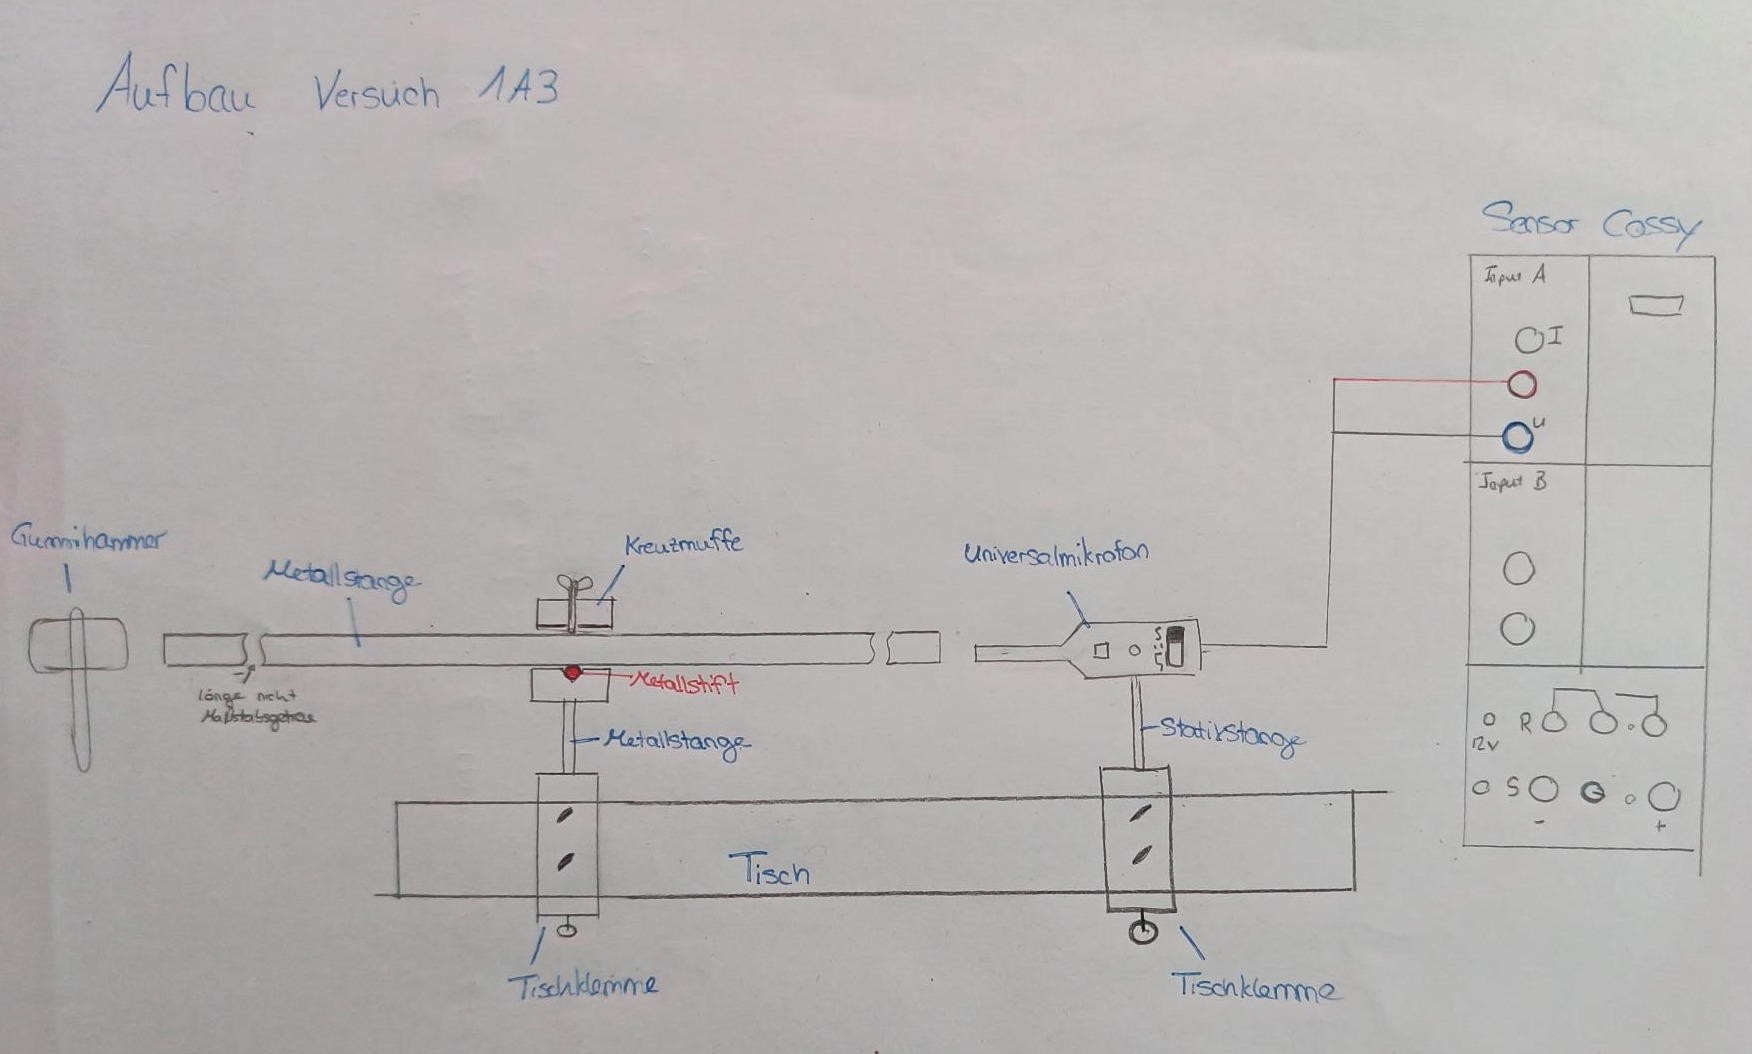 Aufbau Versuch 1A3
Sensor Cassy
Input A
I
U
Input B
Gummihammer
Metallstange
Kreuzmuffe
Universalmikrofon
länge nicht
Maßstabsgetreu
Metallstift
Metallstange
Stativstange
R
12V
S
-
+
Tisch
Tischklemme
Tischklemme